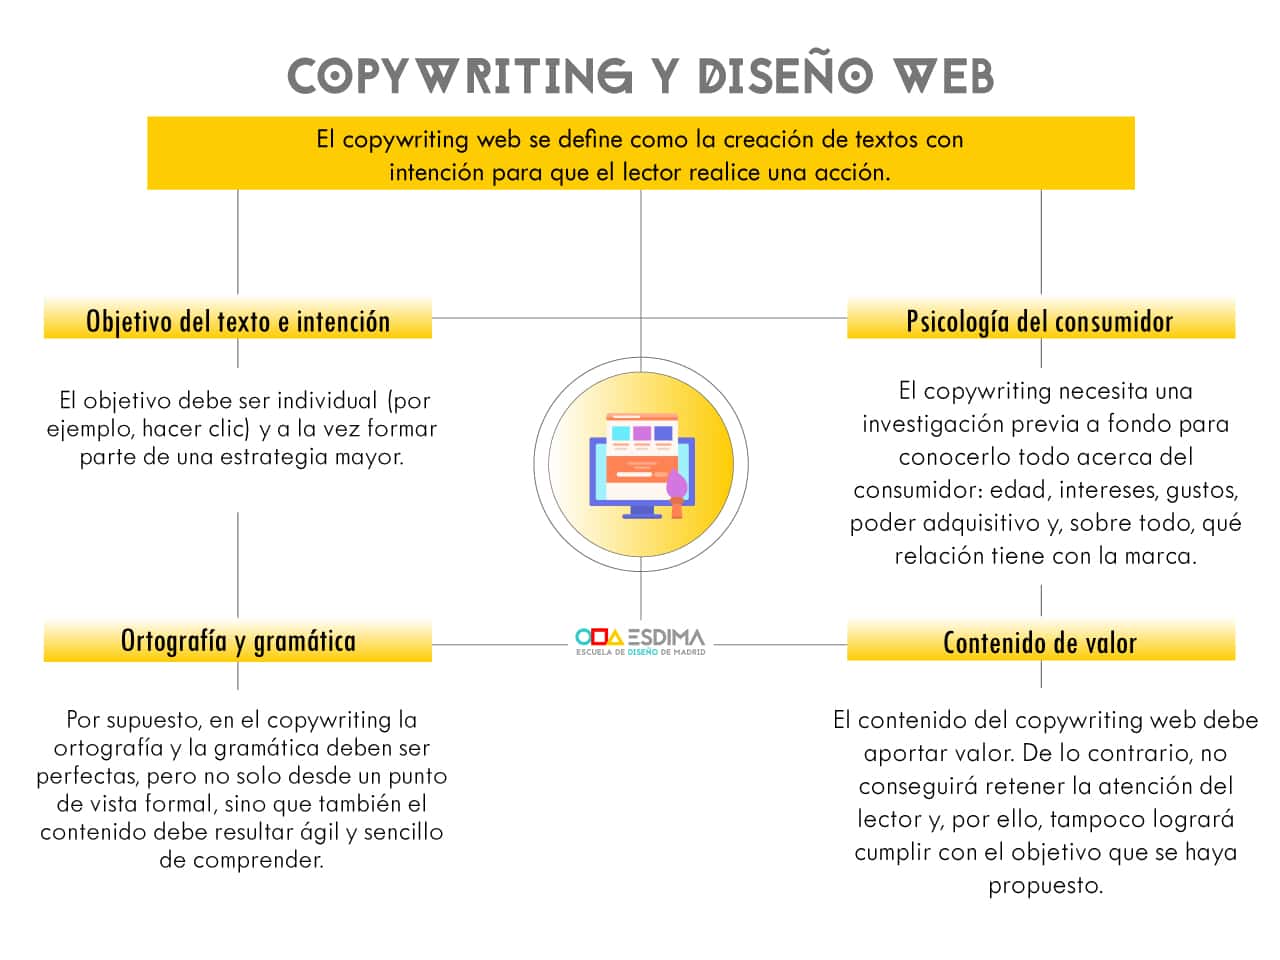 COPYWRITING Y DISEÑO WEB
El copywriting web se define como la creación de textos con
intención para que el lector realice una acción.
Objetivo del texto e intención
El objetivo debe ser individual (por
ejemplo, hacer clic) y a la vez formar
parte de una estrategia mayor.
Psicología del consumidor
El copywriting necesita una
investigación previa a fondo para
conocerlo todo acerca del
consumidor: edad, intereses, gustos,
poder adquisitivo y, sobre todo, qué
relación tiene con la marca.
Ortografía y gramática
Por supuesto, en el copywriting la
ortografía y la gramática deben ser
perfectas, pero no solo desde un punto
de vista formal, sino que también el
contenido debe resultar ágil y sencillo
de comprender.
ESDIMA
ESCUELA DE DISEÑO DE MADRID
Contenido de valor
El contenido del copywriting web debe
aportar valor. De lo contrario, no
conseguirá retener la atención del
lector y, por ello, tampoco logrará
cumplir con el objetivo que se haya
propuesto.